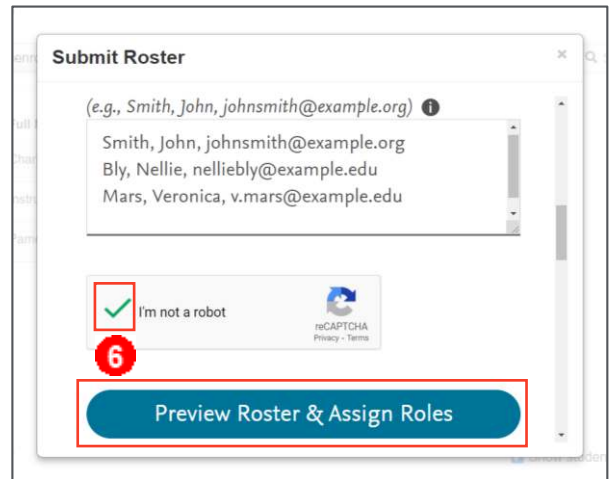 Submit Roster ×
(e.g., Smith, John, johnsmith@example.org) i
Smith, John, johnsmith@example.org
Bly, Nellie, nelliebly@example.edu
Mars, Veronica, v.mars@example.edu
I'm not a robot
reCAPTCHA
Privacy - Terms
6
Preview Roster & Assign Roles